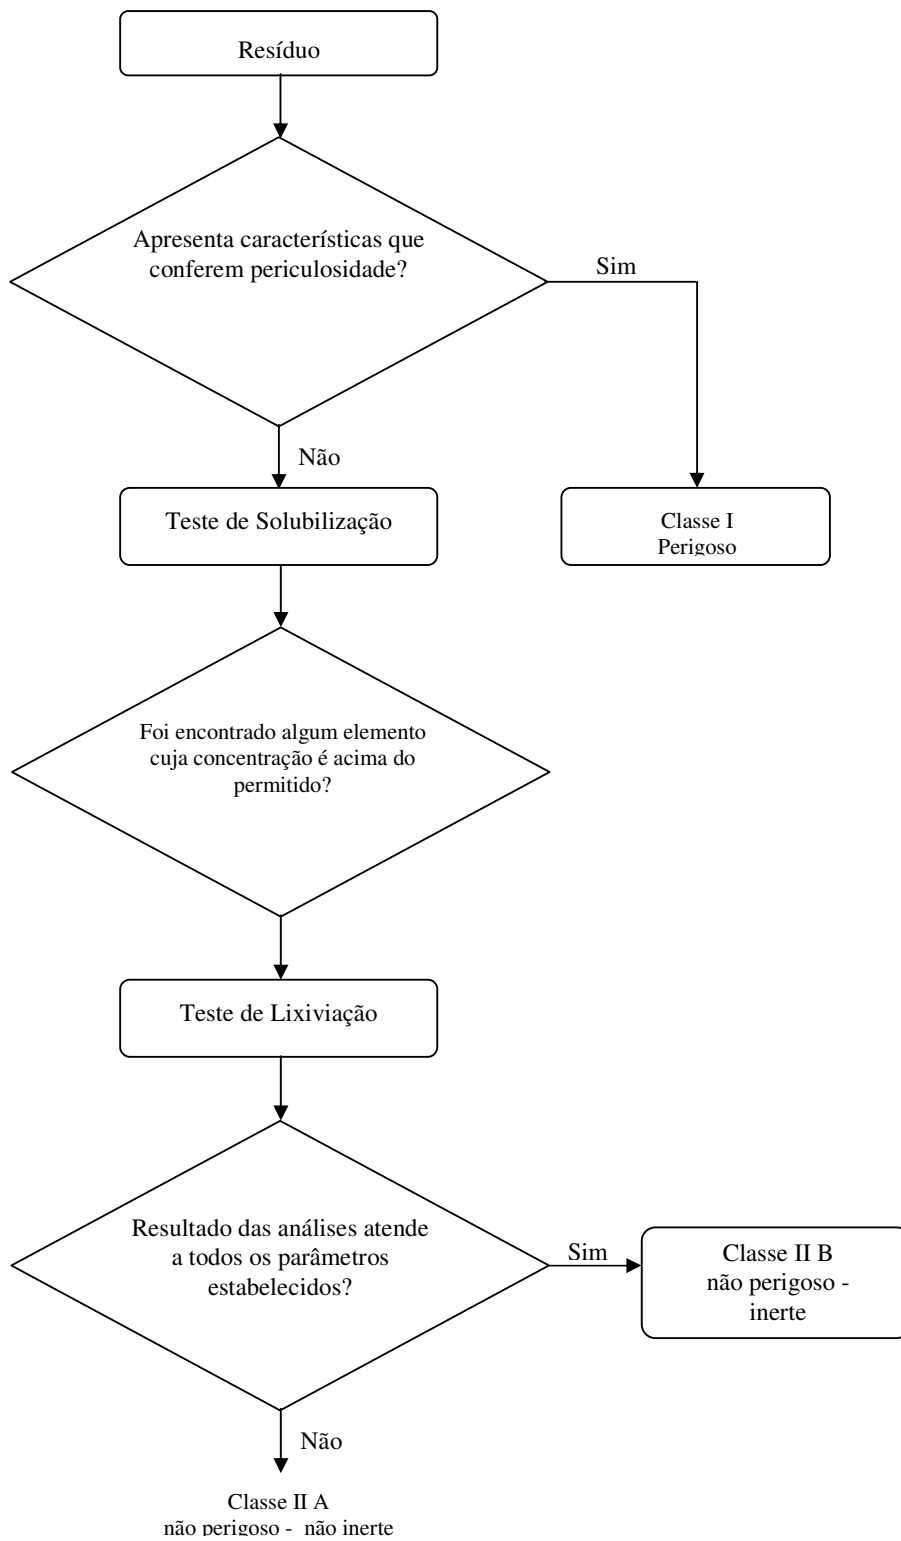 Resíduo
Apresenta características que
conferem periculosidade?
Sim
Não
Teste de Solubilização
Classe I
Perigoso
Foi encontrado algum elemento
cuja concentração é acima do
permitido?
Teste de Lixiviação
Resultado das análises atende
a todos os parâmetros
estabelecidos?
Sim
Classe II B
não perigoso -
inerte
Não
Classe II A
não perigoso - não inerte